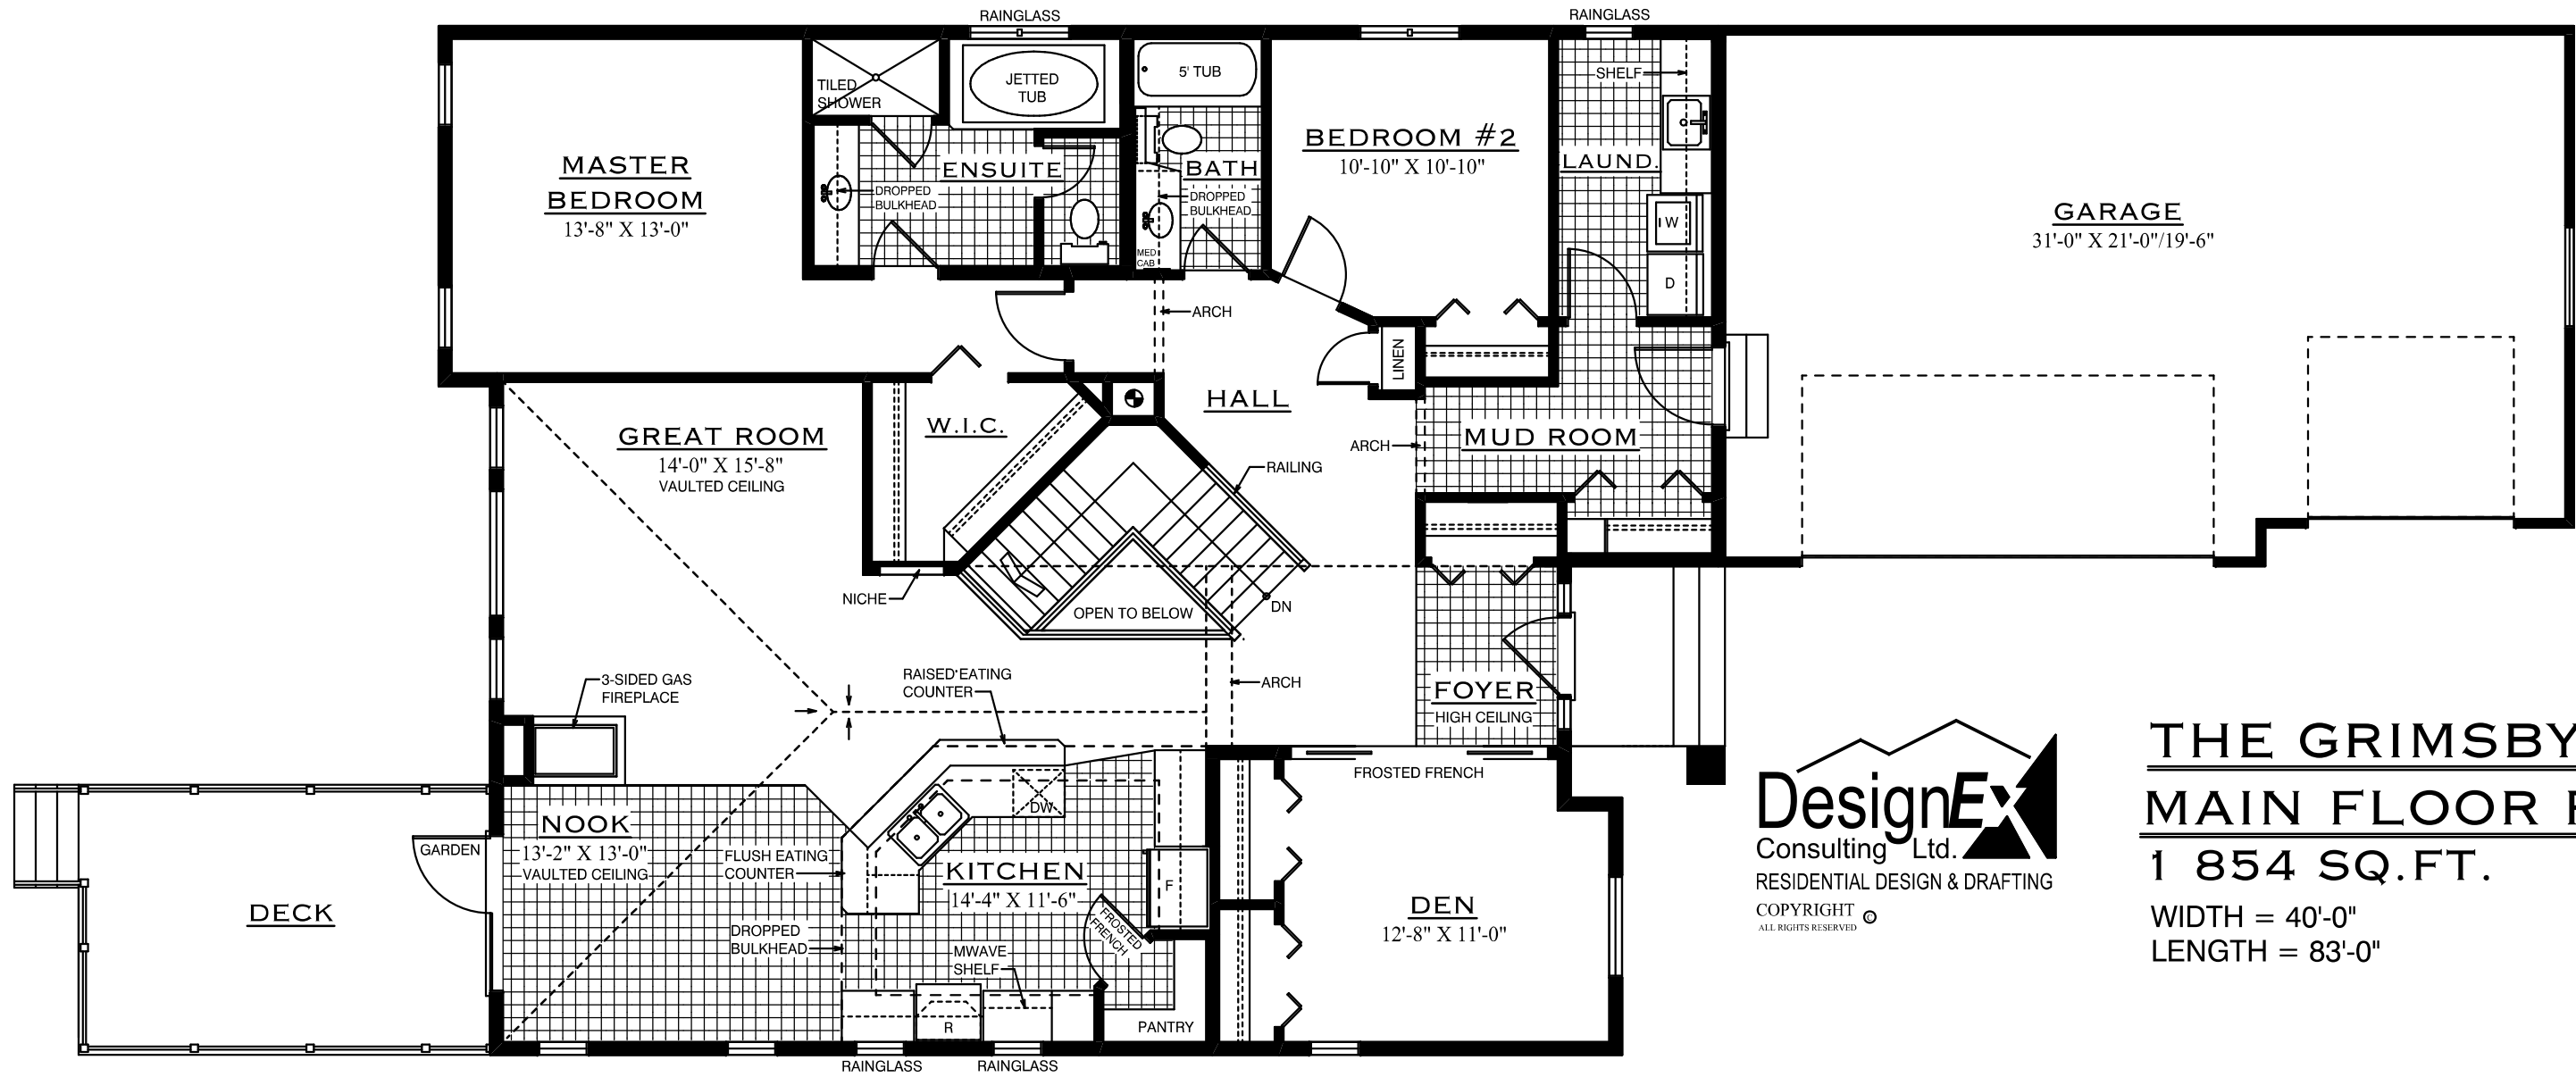 RAINGLASS
RAINGLASS
TILED
SHOWER
JETTED
TUB
5' TUB
SHELF
MASTER
BEDROOM
13'-8" X 13'-0"
ENSUITE
DROPPED
BULKHEAD
BATH
DROPPED
BULKHEAD
MED
CAB
BEDROOM #2
10'-10" X 10'-10"
LAUND.
W
D
GARAGE
31'-0" X 21'-0"/19'-6"
ARCH
LINEN
HALL
W.I.C.
GREAT ROOM
14'-0" X 15'-8"
VAULTED CEILING
ARCH
MUD ROOM
RAILING
NICHE
OPEN TO BELOW
DN
3-SIDED GAS
FIREPLACE
RAISED EATING
COUNTER
ARCH
FOYER
HIGH CEILING
FROSTED FRENCH
DW
NOOK
13'-2" X 13'-0"
VAULTED CEILING
GARDEN
FLUSH EATING
COUNTER
KITCHEN
14'-4" X 11'-6"
F
FROSTED
FRENCH
DECK
DROPPED
BULKHEAD
MWAVE
SHELF
R
PANTRY
DEN
12'-8" X 11'-0"
RAINGLASS
RAINGLASS
DesignEx
Consulting Ltd.
RESIDENTIAL DESIGN & DRAFTING
COPYRIGHT ©
ALL RIGHTS RESERVED
THE GRIMSBY
MAIN FLOOR
1 854 SQ.FT.
WIDTH = 40'-0"
LENGTH = 83'-0"